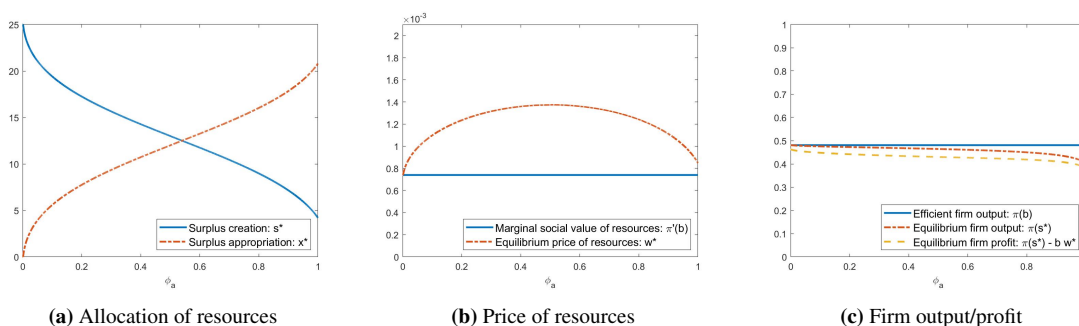 25
20
15
10
5
0
0 0.2 0.4 0.6 0.8 1
Surplus creation: s*
Surplus appropriation: x*
ϕa
(a) Allocation of resources
×10⁻³
2
1.8
1.6
1.4
1.2
1
0.8
0.6
0.4
0.2
0
0 0.2 0.4 0.6 0.8 1
Marginal social value of resources: π'(b)
Equilibrium price of resources: w*
ϕa
(b) Price of resources
1
0.9
0.8
0.7
0.6
0.5
0.4
0.3
0.2
0.1
0
0 0.2 0.4 0.6 0.8 1
Efficient firm output: π(b)
Equilibrium firm output: π(s*)
Equilibrium firm profit: π(s*) - b w*
ϕa
(c) Firm output/profit